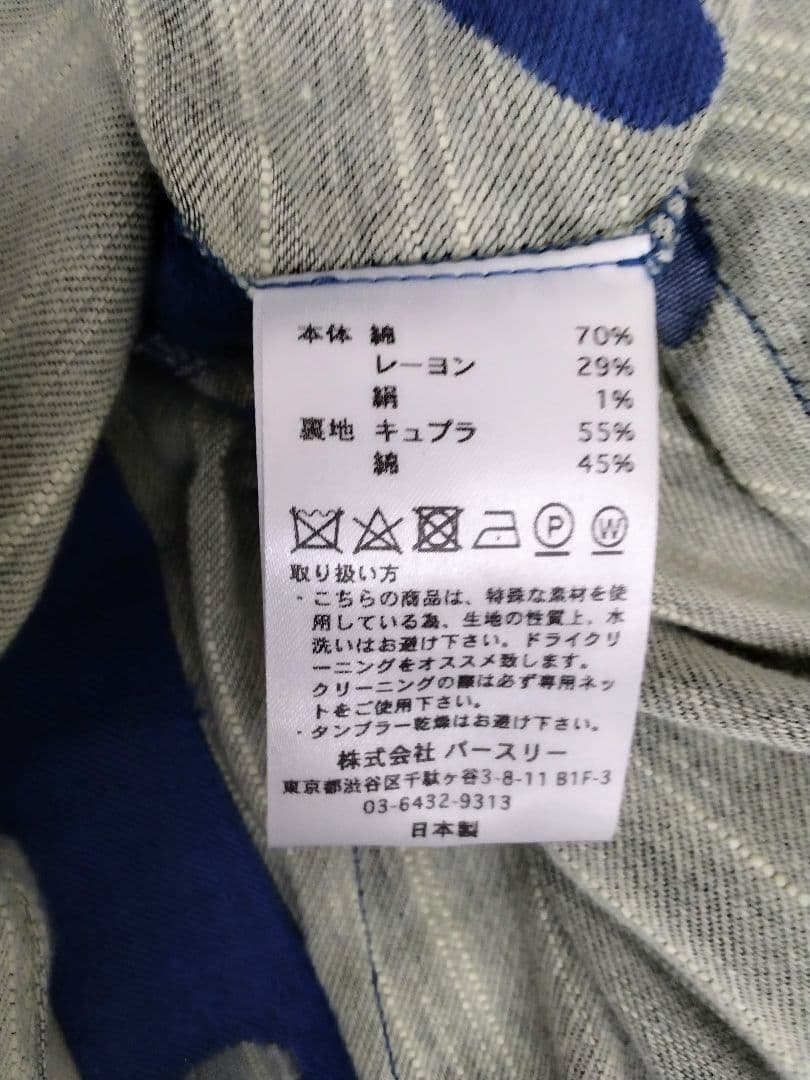 本体 綿 70%
レーヨン 29%
絹 1%
裏地 キュプラ 55%
綿 45%
P W
取り扱い方
・こちらの商品は、特殊な素材を使
用している為、生地の性質上、水
洗いはお避け下さい。ドライクリ
ーニングをオススメ致します。
クリーニングの際は必ず専用ネッ
トをご使用下さい。
・タンブラー乾燥はお避け下さい。
株式会社 パースリー
東京都渋谷区千駄ヶ谷3-8-11 B1F-3
03-6432-9313
日本製